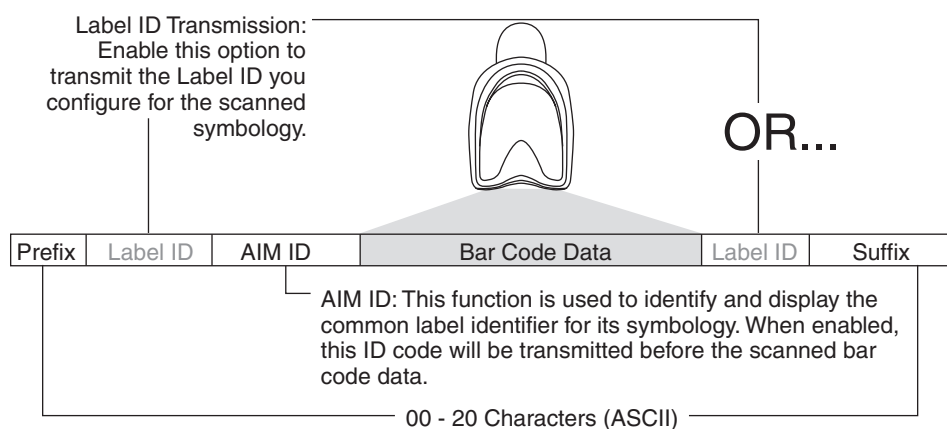 Label ID Transmission:
Enable this option to
transmit the Label ID you
configure for the scanned
symbology.
OR...
Prefix Label ID AIM ID Bar Code Data Label ID Suffix
AIM ID: This function is used to identify and display the
common label identifier for its symbology. When enabled,
this ID code will be transmitted before the scanned bar
code data.
00 - 20 Characters (ASCII)